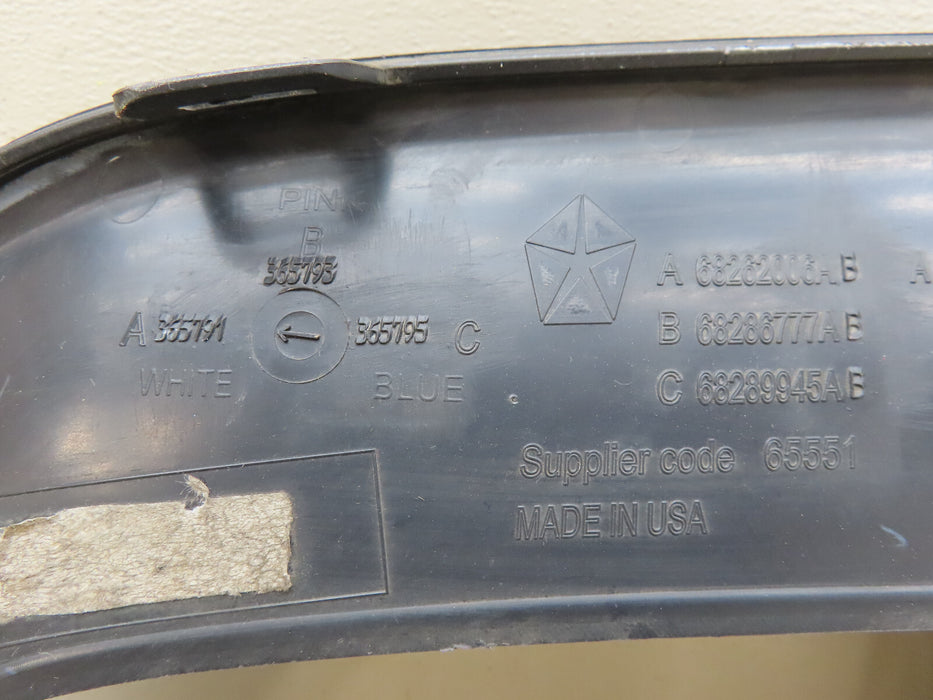 PINK
B
365793
A 365791
365795 C
WHITE
BLUE
A 68262006AB
B 68286777AB
C 68289945AB
A
Supplier code 65551
MADE IN USA